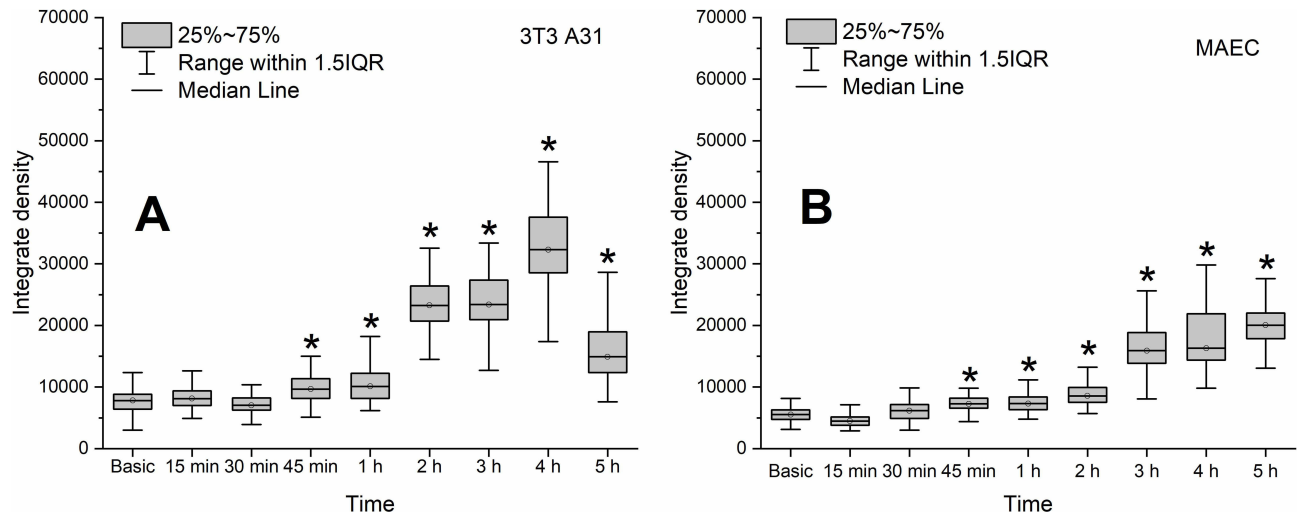 70000
60000
50000
40000
30000
20000
10000
0
Integrate density
25%~75%
Range within 1.5IQR
Median Line
3T3 A31
A
*
*
*
*
*
*
Basic 15 min 30 min 45 min 1 h 2 h 3 h 4 h 5 h
Time
70000
60000
50000
40000
30000
20000
10000
0
Integrate density
25%~75%
Range within 1.5IQR
Median Line
MAEC
B
*
*
*
*
*
*
Basic 15 min 30 min 45 min 1 h 2 h 3 h 4 h 5 h
Time